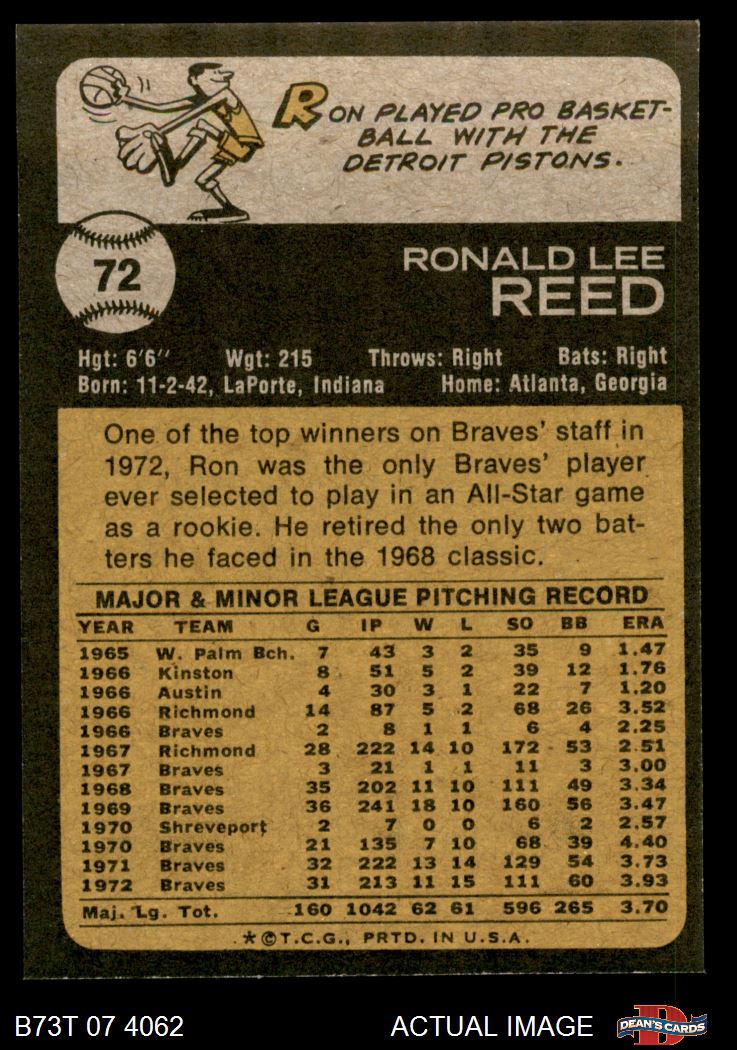 RON PLAYED PRO BASKET-
BALL WITH THE
DETROIT PISTONS.
72
RONALD LEE
REED
Hgt: 6'6" Wgt: 215 Throws: Right Bats: Right
Born: 11-2-42, LaPorte, Indiana Home: Atlanta, Georgia
One of the top winners on Braves' staff in
1972, Ron was the only Braves' player
ever selected to play in an All-Star game
as a rookie. He retired the only two bat-
ters he faced in the 1968 classic.
MAJOR & MINOR LEAGUE PITCHING RECORD
YEAR TEAM G IP W L SO BB ERA
1965 W. Palm Bch. 7 43 3 2 35 9 1.47
1966 Kinston 8 51 5 2 39 12 1.76
1966 Austin 4 30 3 1 22 7 1.20
1966 Richmond 14 87 5 2 68 26 3.52
1966 Braves 2 8 1 1 6 4 2.25
1967 Richmond 28 222 14 10 172 53 2.51
1967 Braves 3 21 1 1 11 3 3.00
1968 Braves 35 202 11 10 111 49 3.34
1969 Braves 36 241 18 10 160 56 3.47
1970 Shreveport 2 7 0 0 6 2 2.57
1970 Braves 21 135 7 10 68 39 4.40
1971 Braves 32 222 13 14 129 54 3.73
1972 Braves 31 213 11 15 111 60 3.93
Maj. Lg. Tot. 160 1042 62 61 596 265 3.70
*©T.C.G., PRTD. IN U.S.A.
B73T 07 4062 ACTUAL IMAGE D DEAN'S CARDS